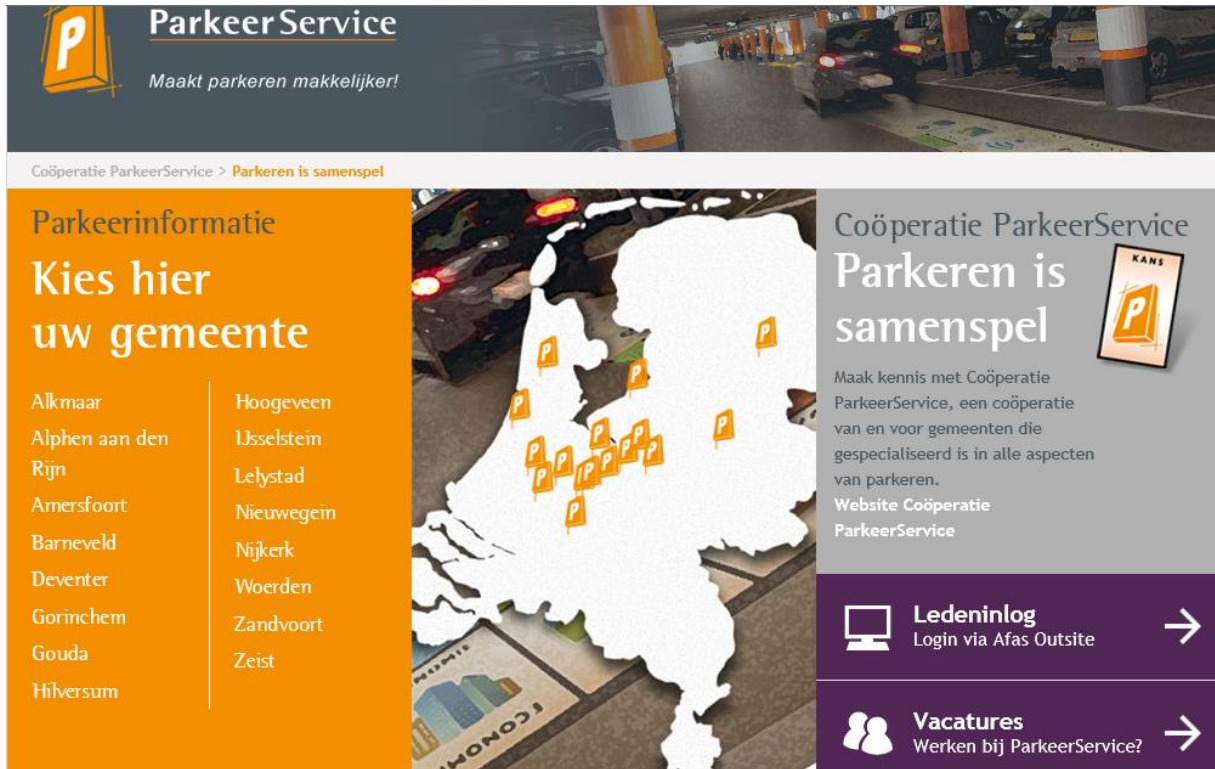 ParkeerService
Maakt parkeren makkelijker!
Coöperatie ParkeerService > Parkeren is samenspel
Parkeerinformatie
Kies hier
uw gemeente
Alkmaar
Alphen aan den
Rijn
Amersfoort
Barneveld
Deventer
Gorinchem
Gouda
Hilversum
Hoogeveen
IJsselstein
Lelystad
Nieuwegein
Nijkerk
Woerden
Zandvoort
Zeist
Coöperatie ParkeerService
Parkeren is
samenspel
KANS
P
Maak kennis met Coöperatie
ParkeerService, een coöperatie
van en voor gemeenten die
gespecialiseerd is in alle aspecten
van parkeren.
Website Coöperatie
ParkeerService
Ledeninlog
Login via Afas Outsite
Vacatures
Werken bij ParkeerService?